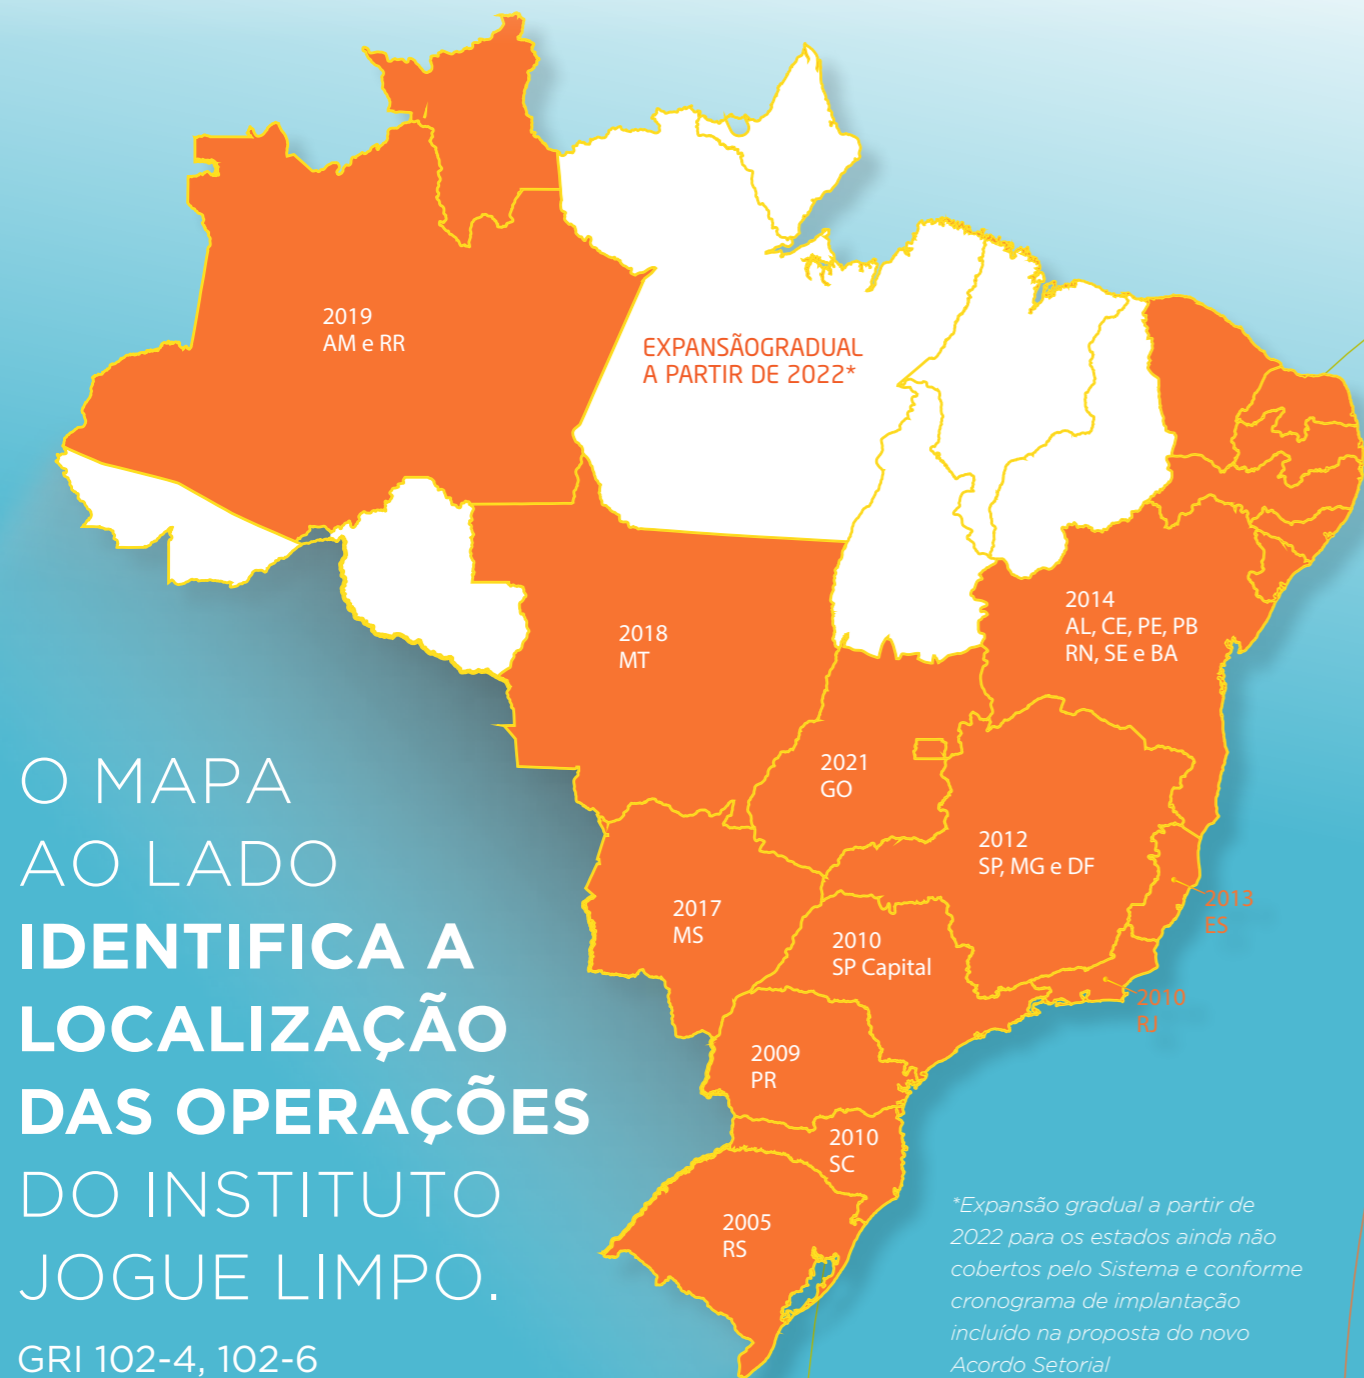 2019
AM e RR
EXPANSÃOGRADUAL
A PARTIR DE 2022*
2014
AL, CE, PE, PB
RN, SE e BA
2018
MT
2021
GO
2012
SP, MG e DF
2013
ES
2017
MS
2010
SP Capital
2010
RJ
2009
PR
2010
SC
2005
RS
O MAPA
AO LADO
IDENTIFICA A
LOCALIZAÇÃO
DAS OPERAÇÕES
DO INSTITUTO
JOGUE LIMPO.
GRI 102-4, 102-6
*Expansão gradual a partir de
2022 para os estados ainda não
cobertos pelo Sistema e conforme
cronograma de implantação
incluído na proposta do novo
Acordo Setorial